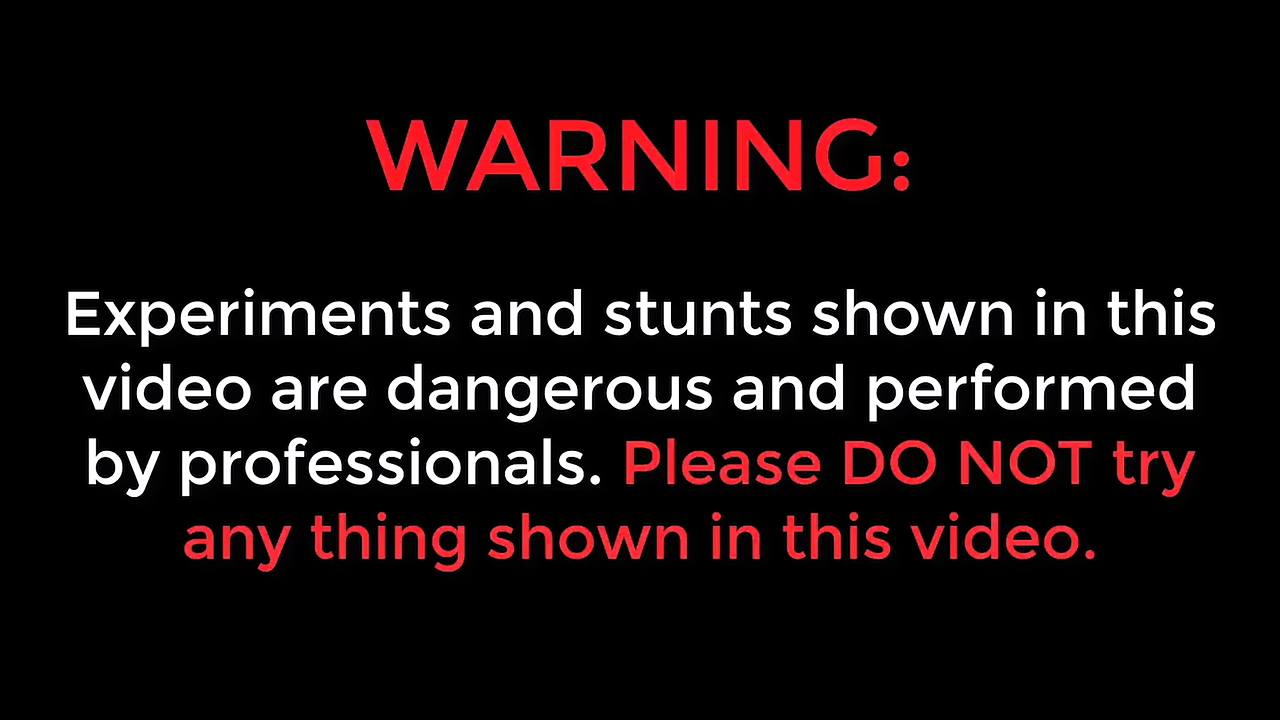 WARNING:
Experiments and stunts shown in this
video are dangerous and performed
by professionals. Please DO NOT try
any thing shown in this video.